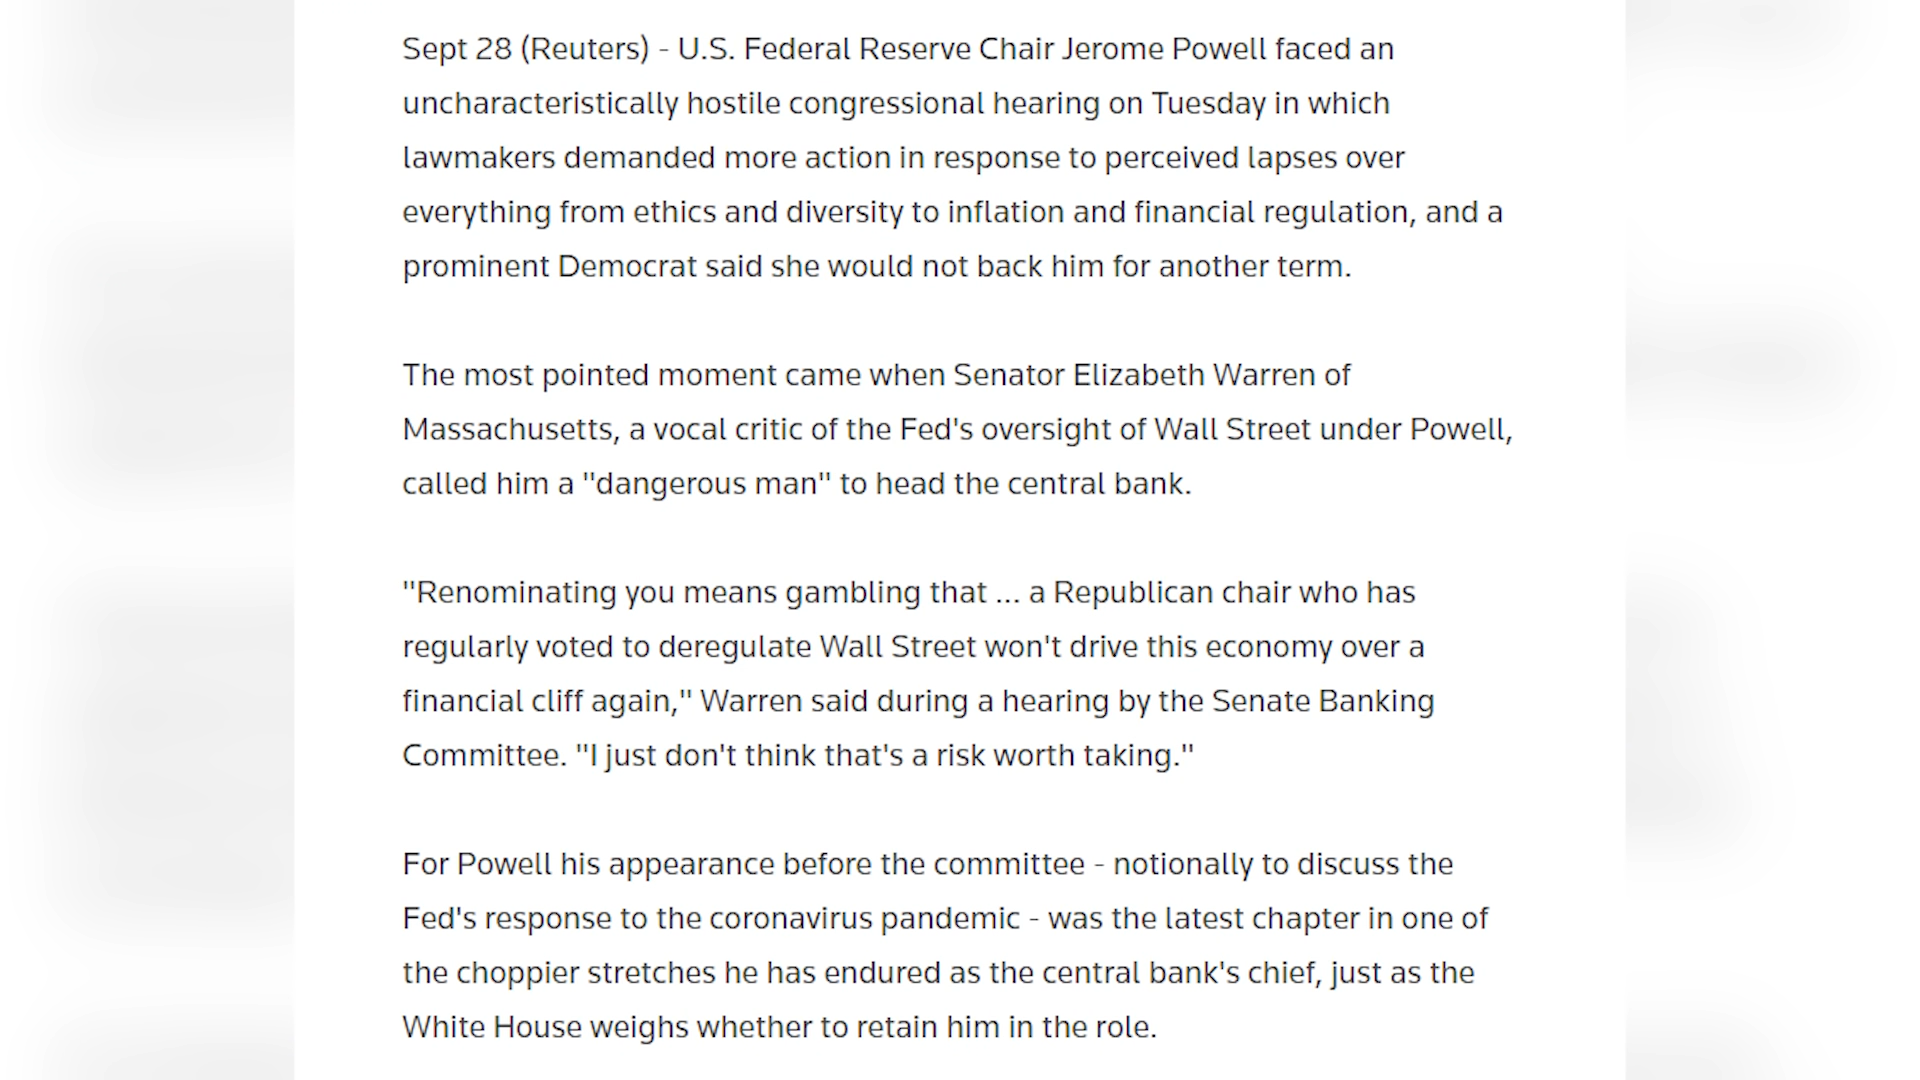 Sept 28 (Reuters) - U.S. Federal Reserve Chair Jerome Powell faced an
uncharacteristically hostile congressional hearing on Tuesday in which
lawmakers demanded more action in response to perceived lapses over
everything from ethics and diversity to inflation and financial regulation, and a
prominent Democrat said she would not back him for another term.
The most pointed moment came when Senator Elizabeth Warren of
Massachusetts, a vocal critic of the Fed's oversight of Wall Street under Powell,
called him a "dangerous man" to head the central bank.
"Renominating you means gambling that ... a Republican chair who has
regularly voted to deregulate Wall Street won't drive this economy over a
financial cliff again," Warren said during a hearing by the Senate Banking
Committee. "I just don't think that's a risk worth taking."
For Powell his appearance before the committee - notionally to discuss the
Fed's response to the coronavirus pandemic - was the latest chapter in one of
the choppier stretches he has endured as the central bank's chief, just as the
White House weighs whether to retain him in the role.